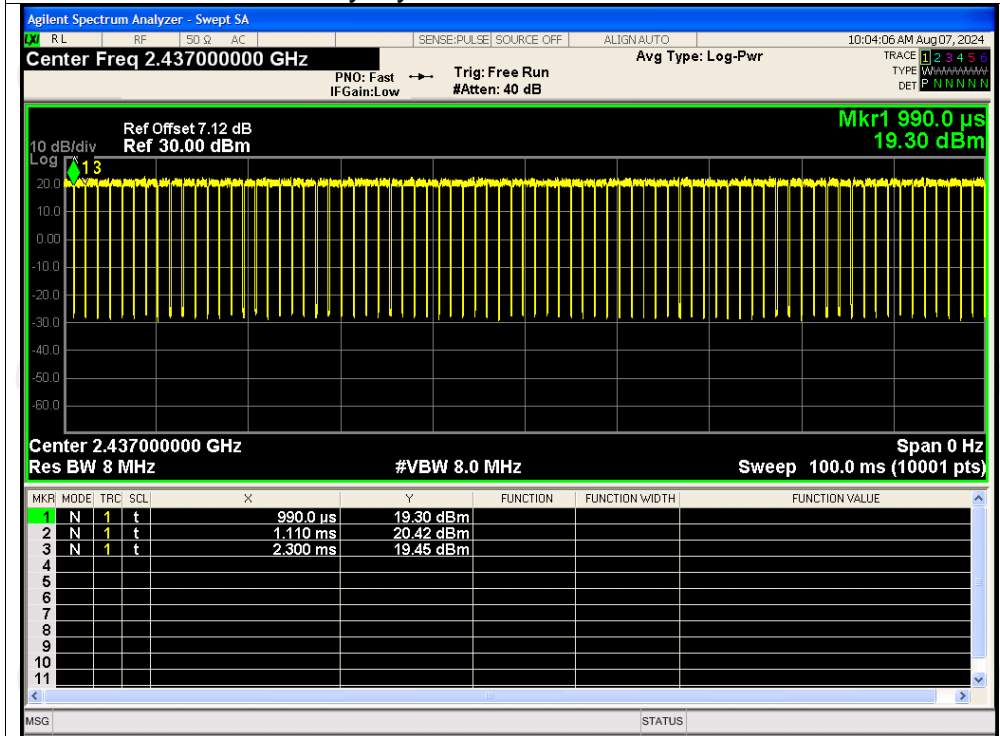 Agilent Spectrum Analyzer - Swept SA
LXI RL RF 50 Ω AC SENSE:PULSE SOURCE OFF ALIGN AUTO 10:04:06 AM Aug 07, 2024
Center Freq 2.437000000 GHz
PNO: Fast
IFGain:Low
Trig: Free Run
#Atten: 40 dB
Avg Type: Log-Pwr
TRACE 1 2 3 4 5 6
TYPE W
DET P N N N N N
Mkr1 990.0 µs
19.30 dBm
Ref Offset 7.12 dB
10 dB/div Ref 30.00 dBm
Log
1 3
20.0
10.0
0.00
-10.0
-20.0
-30.0
-40.0
-50.0
-60.0
Center 2.437000000 GHz Span 0 Hz
Res BW 8 MHz #VBW 8.0 MHz Sweep 100.0 ms (10001 pts)
MKR MODE TRC SCL X Y FUNCTION FUNCTION WIDTH FUNCTION VALUE
1 N 1 t 990.0 µs 19.30 dBm
2 N 1 t 1.110 ms 20.42 dBm
3 N 1 t 2.300 ms 19.45 dBm
4
5
6
7
8
9
10
11
MSG STATUS